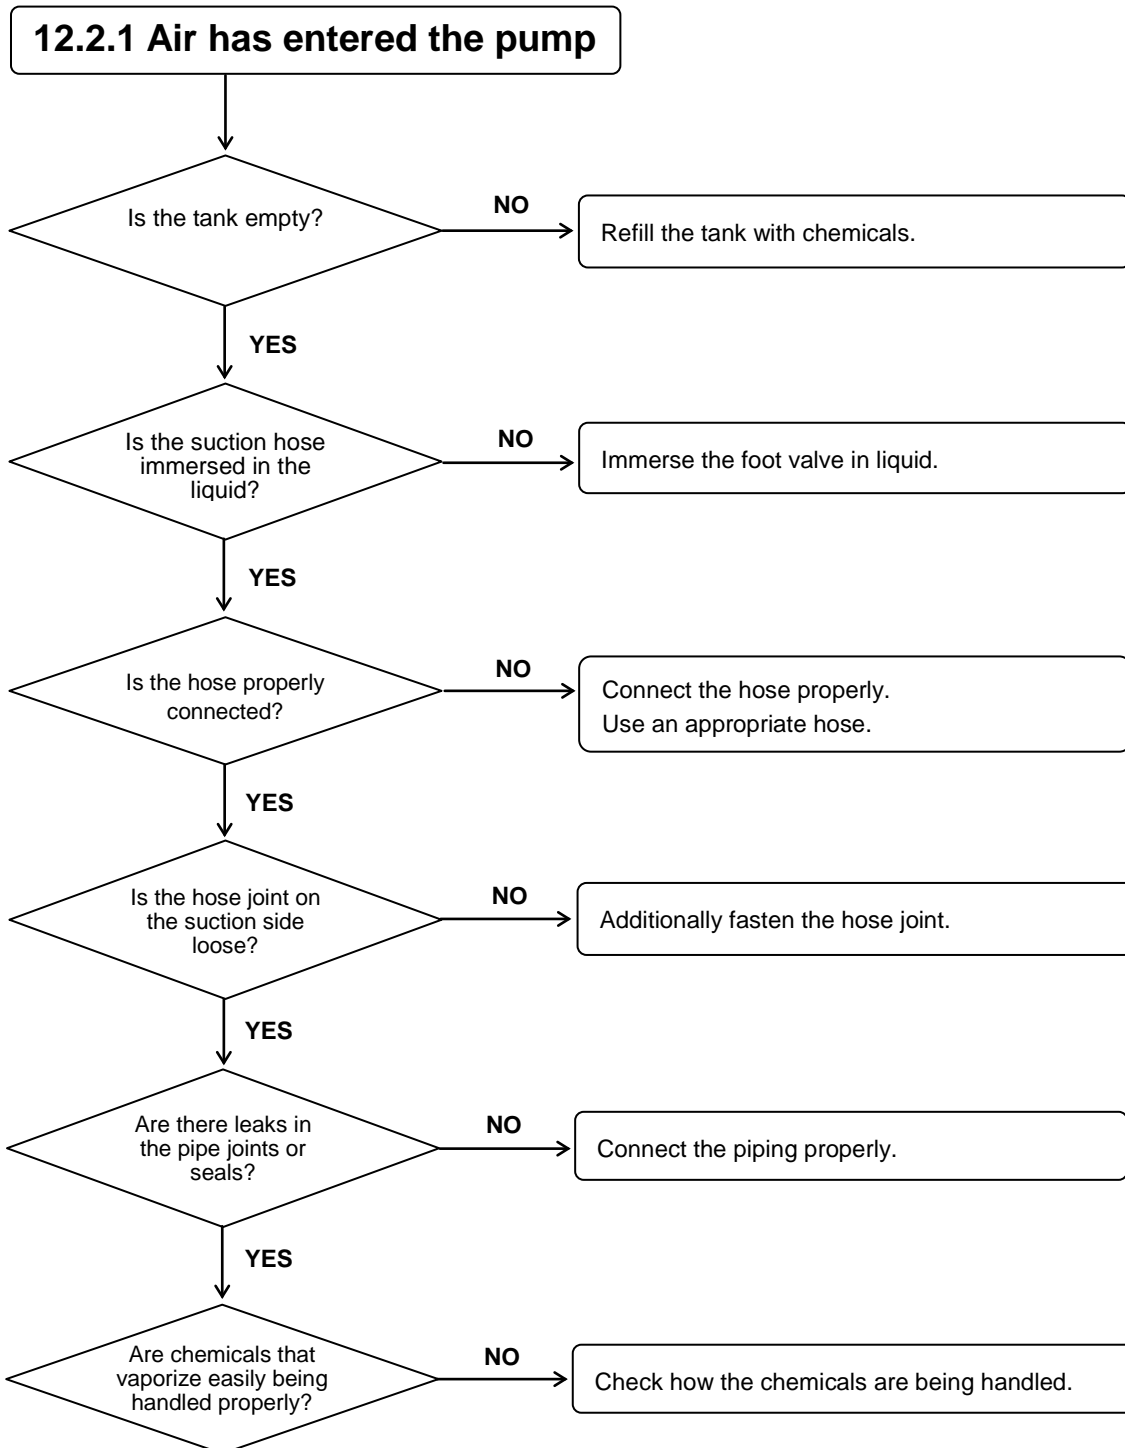 12.2.1 Air has entered the pump
Is the tank empty?
NO
Refill the tank with chemicals.
YES
Is the suction hose
immersed in the
liquid?
NO
Immerse the foot valve in liquid.
YES
Is the hose properly
connected?
NO
Connect the hose properly.
Use an appropriate hose.
YES
Is the hose joint on
the suction side
loose?
NO
Additionally fasten the hose joint.
YES
Are there leaks in
the pipe joints or
seals?
NO
Connect the piping properly.
YES
Are chemicals that
vaporize easily being
handled properly?
NO
Check how the chemicals are being handled.